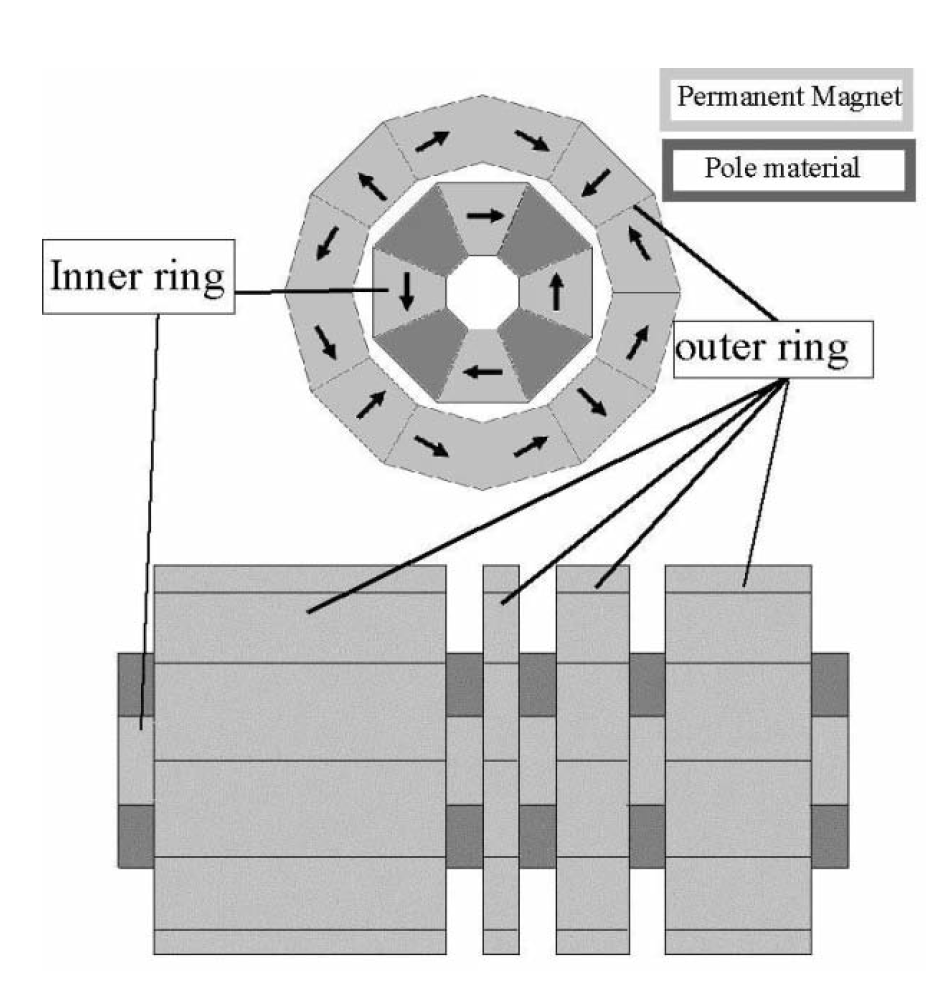 Permanent Magnet
Pole material
Inner ring
outer ring